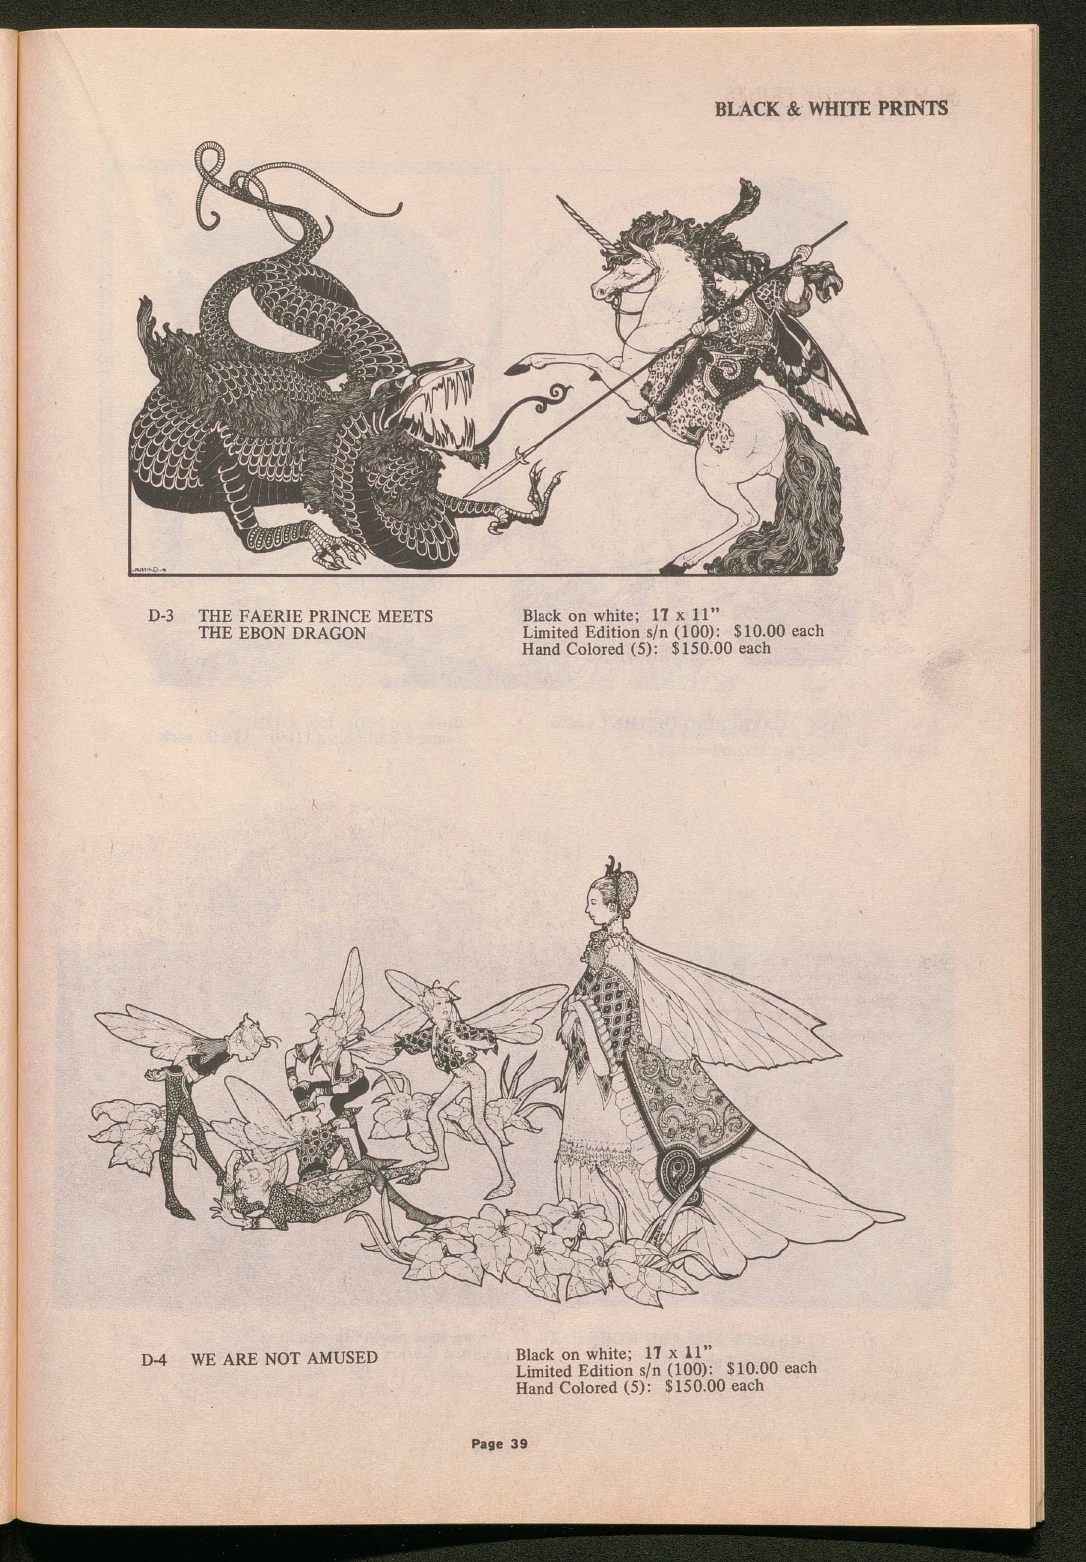 BLACK & WHITE PRINTS
D-3 THE FAERIE PRINCE MEETS
THE EBON DRAGON
Black on white; 17 x 11”
Limited Edition s/n (100): $10.00 each
Hand Colored (5): $150.00 each
D-4 WE ARE NOT AMUSED
Black on white; 17 x 11”
Limited Edition s/n (100): $10.00 each
Hand Colored (5): $150.00 each
Page 39